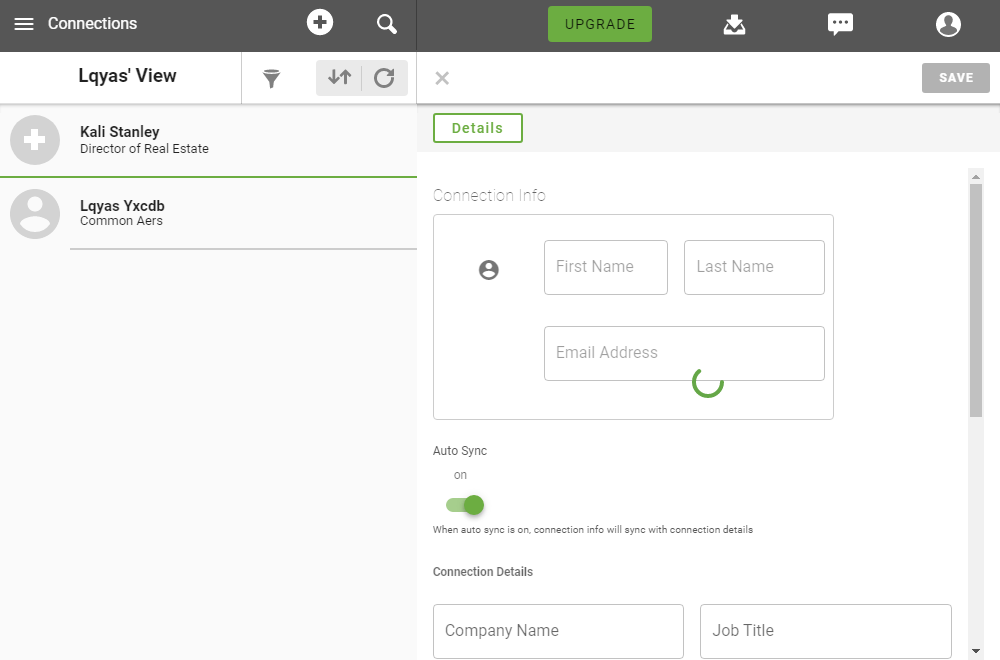 Connections
UPGRADE
Lqyas' View
SAVE
Kali Stanley
Director of Real Estate
Lqyas Yxcdb
Common Aers
Details
Connection Info
First Name
Last Name
Email Address
Auto Sync
on
When auto sync is on, connection info will sync with connection details
Connection Details
Company Name
Job Title